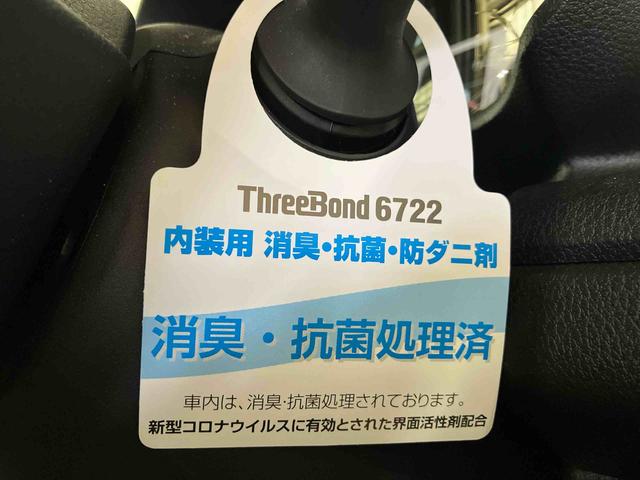 ThreeBond 6722
内装用 消臭・抗菌・防ダニ剤
消臭・抗菌処理済
車内は、消臭・抗菌処理されております。
新型コロナウイルスに有効とされた界面活性剤配合